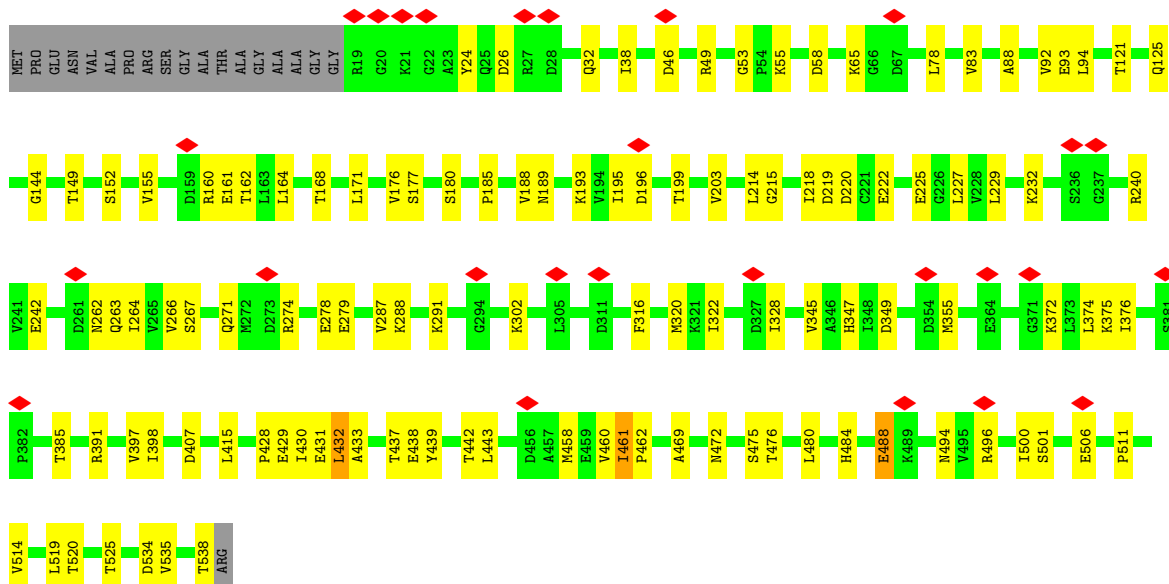 MET PRO GLU ASN VAL ALA PRO ARG SER GLY ALA THR ALA GLY ALA ALA GLY GLY R19 G20 K21 G22 A23 Y24 Q25 D26 R27 D28 Q32 I38 D46 R49 G53 P54 K55 D58 K65 G66 D67 L78 V83 A88 V92 E93 L94 T121 Q125
G144 T149 S152 V155 D159 R160 E161 T162 L163 L164 T168 L171 V176 S177 S180 P185 V188 N189 K193 V194 I195 D196 T199 V203 L214 G215 I218 D219 D220 C221 E222 E225 G226 L227 V228 L229 K232 S236 G237 R240
V241 E242 D261 N262 Q263 I264 V265 V266 S267 Q271 M272 D273 R274 E278 E279 V287 K288 K291 G294 K302 L305 D311 F316 M320 K321 I322 D327 I328 V345 A346 H347 I348 D349 D354 M355 E364 G371 K372 L373 L374 K375 I376 S381
P382 T385 R391 V397 I398 D407 L415 P428 E429 I430 E431 L432 A433 T437 E438 Y439 T442 L443 D456 A457 M458 E459 V460 I461 P462 A469 N472 S475 T476 L480 H484 E488 K489 N494 V495 R496 I500 S501 E506 P511
V514 L519 T520 T525 D534 V535 T538 ARG